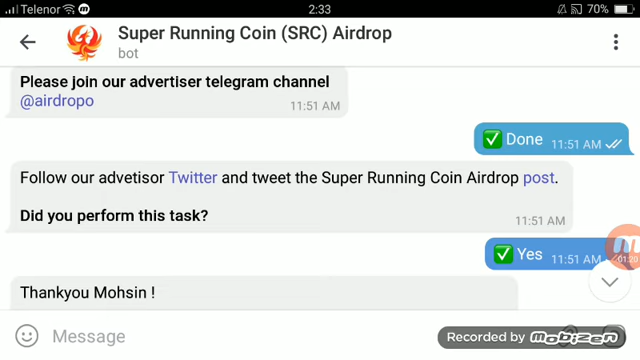 Telenor
2:33
70%
Super Running Coin (SRC) Airdrop
bot
Please join our advertiser telegram channel
@airdropo
11:51 AM
✅ Done 11:51 AM
Follow our advetisor Twitter and tweet the Super Running Coin Airdrop post.
Did you perform this task?
11:51 AM
✅ Yes 11:51 AM
01:20
Thankyou Mohsin !
Message
Recorded by mobizen